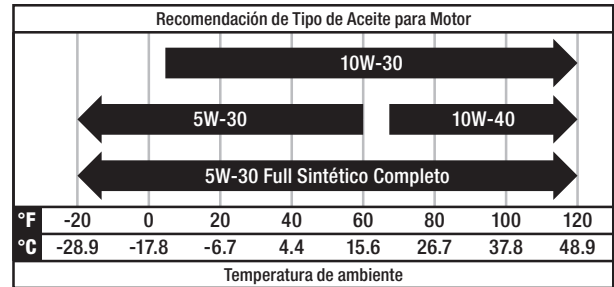 Recomendación de Tipo de Aceite para Motor
10W-30
5W-30 10W-40
5W-30 Full Sintético Completo
°F -20 0 20 40 60 80 100 120
°C -28.9 -17.8 -6.7 4.4 15.6 26.7 37.8 48.9
Temperatura de ambiente